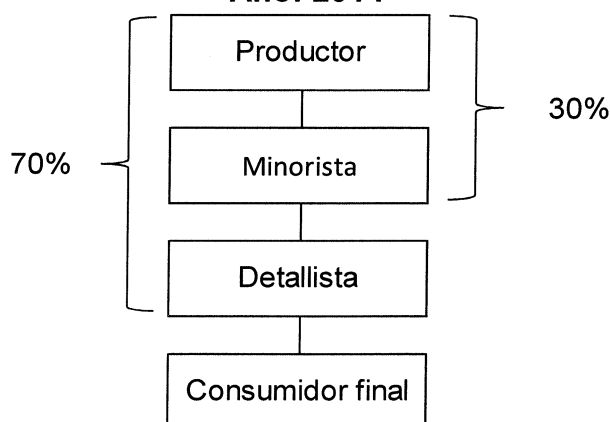 Productor
30%
70%
Minorista
Detallista
Consumidor final